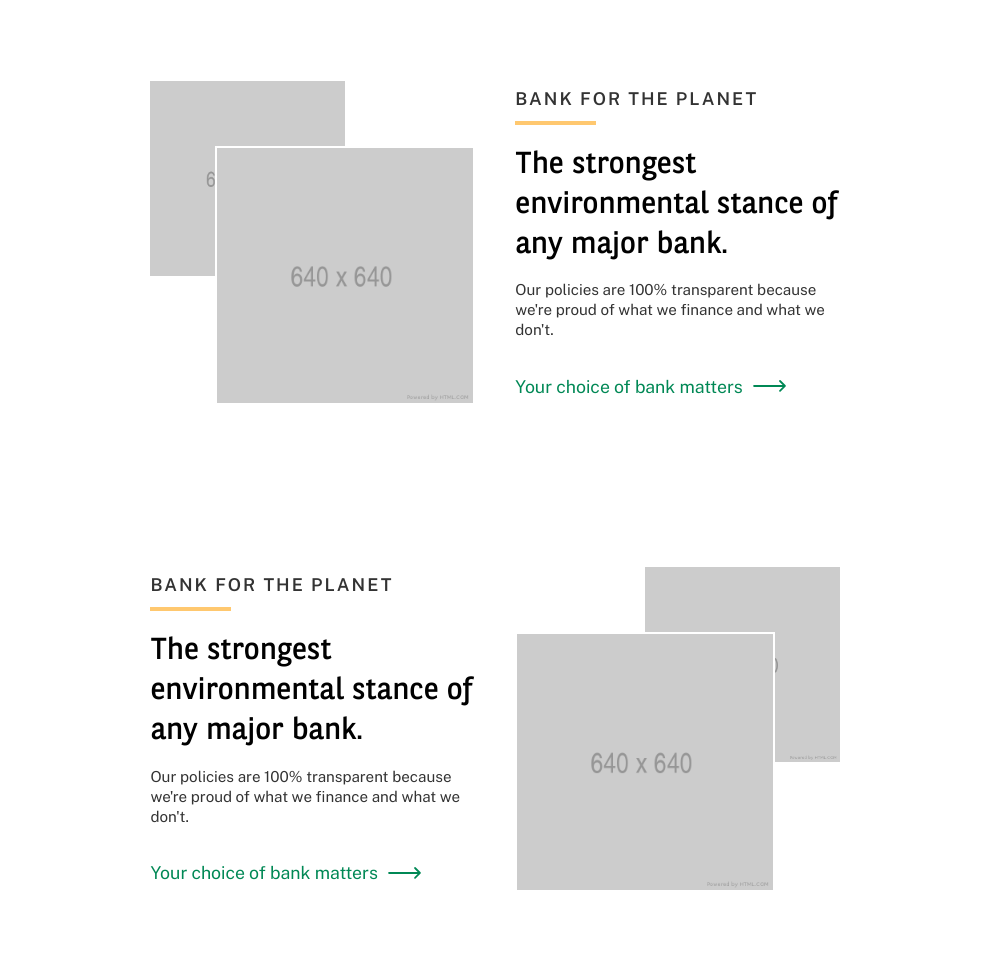 BANK FOR THE PLANET
6
640 x 640
Powered by HTML.COM
The strongest
environmental stance of
any major bank.
Our policies are 100% transparent because
we're proud of what we finance and what we
don't.
Your choice of bank matters
BANK FOR THE PLANET
The strongest
environmental stance of
any major bank.
Our policies are 100% transparent because
we're proud of what we finance and what we
don't.
Your choice of bank matters
640 x 640
Powered by HTML.COM
Powered by HTML.COM